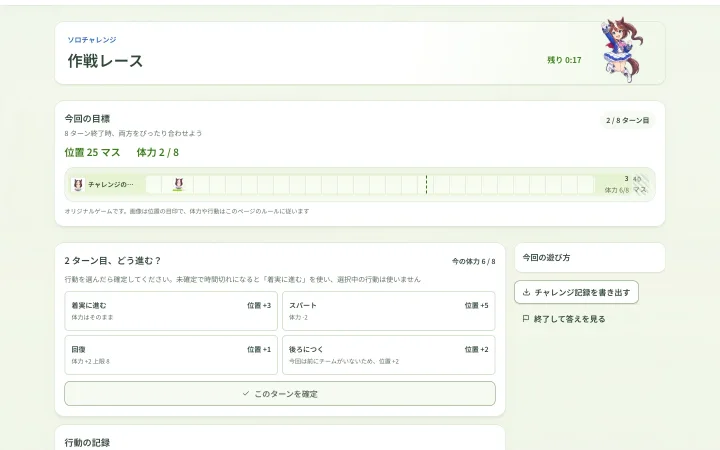 ソロチャレンジ
作戦レース
残り 0:17
今回の目標
2 / 8 ターン目
8 ターン終了時、両方をぴったり合わせよう
位置 25 マス 体力 2 / 8
チャレンジの…
3
体力 6/8 マス
オリジナルゲームです。画像は位置の目印で、体力や行動はこのページのルールに従います
2 ターン目、どう進む？
今の体力 6 / 8
行動を選んだら確定してください。未確定で時間切れになると「着実に進む」を使い、選択中の行動は使いません
着実に進む 位置 +3
体力はそのまま
スパート 位置 +5
体力 -2
回復 位置 +1
体力 +2 上限 8
後ろにつく 位置 +2
今回は前にチームがいないため、位置 +2
このターンを確定
今回の遊び方
チャレンジ記録を書き出す
終了して答えを見る
行動の記録